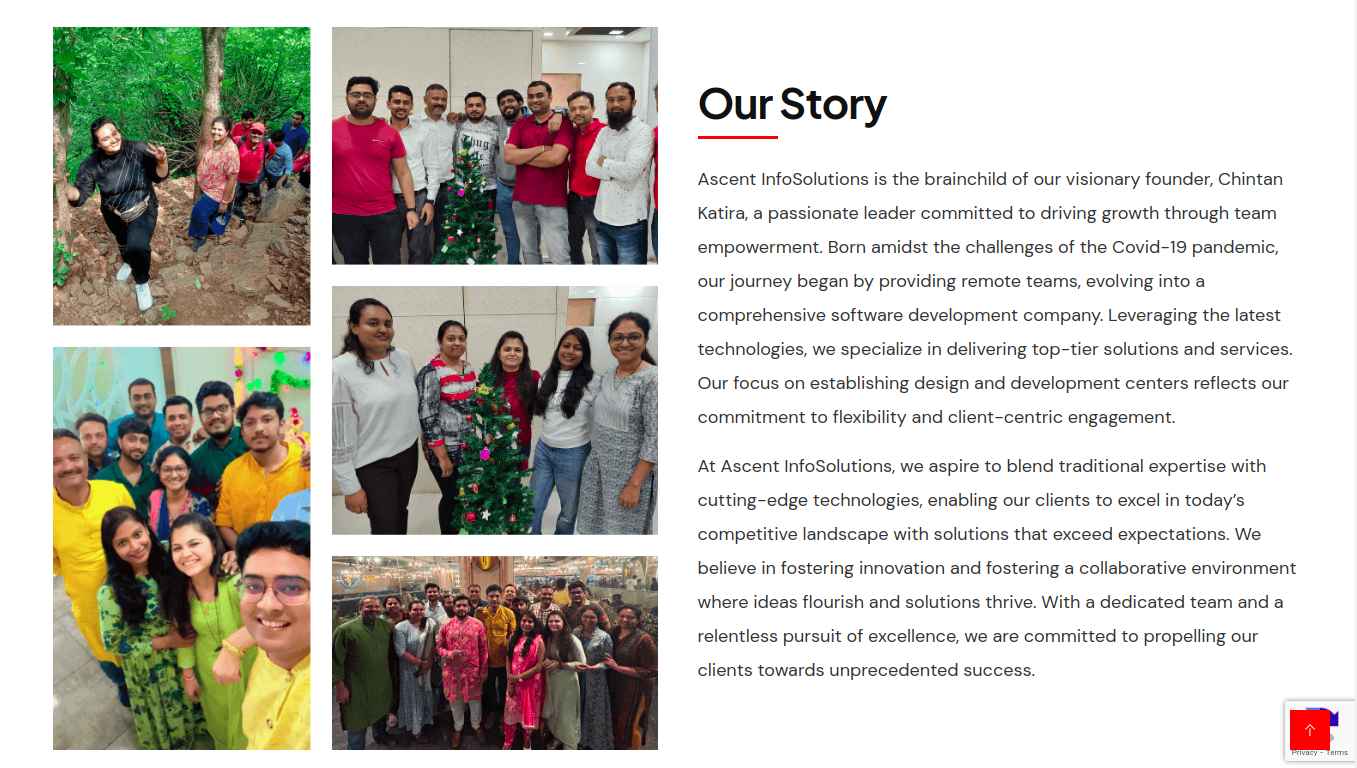 Our Story
Ascent InfoSolutions is the brainchild of our visionary founder, Chintan
Katira, a passionate leader committed to driving growth through team
empowerment. Born amidst the challenges of the Covid-19 pandemic,
our journey began by providing remote teams, evolving into a
comprehensive software development company. Leveraging the latest
technologies, we specialize in delivering top-tier solutions and services.
Our focus on establishing design and development centers reflects our
commitment to flexibility and client-centric engagement.
At Ascent InfoSolutions, we aspire to blend traditional expertise with
cutting-edge technologies, enabling our clients to excel in today’s
competitive landscape with solutions that exceed expectations. We
believe in fostering innovation and fostering a collaborative environment
where ideas flourish and solutions thrive. With a dedicated team and a
relentless pursuit of excellence, we are committed to propelling our
clients towards unprecedented success.
Privacy - Terms